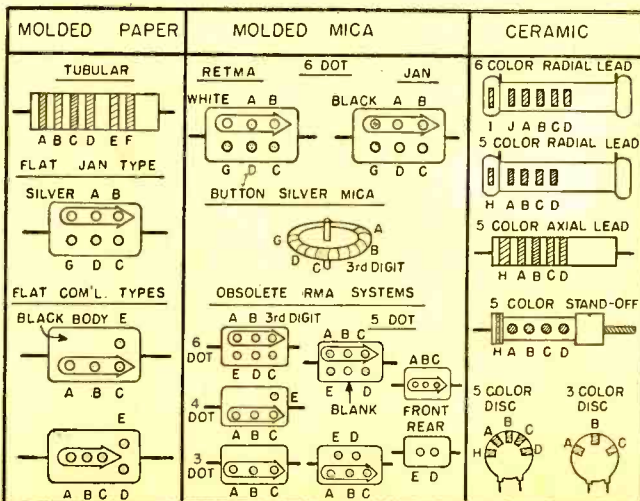 MOLDED PAPER
TUBULAR
A B C D E F
FLAT JAN TYPE
SILVER A B
G D C
FLAT COM'L. TYPES
BLACK BODY E
A B C
E
A B C D
MOLDED MICA
RETMA 6 DOT JAN
WHITE A B BLACK A B
G D C G D C
BUTTON SILVER MICA
G A
D C B
3rd DIGIT
OBSOLETE RMA SYSTEMS
A B 3rd DIGIT 5 DOT
6 DOT
E D C
A B C
E D
BLANK
4 DOT
E
A B C
ABC
FRONT
REAR
E D
3 DOT
A B C
E D
A B C
CERAMIC
6 COLOR RADIAL LEAD
I J A B C D
5 COLOR RADIAL LEAD
H A B C D
5 COLOR AXIAL LEAD
H A B C D
5 COLOR STAND-OFF
H A B C D
5 COLOR DISC
H A B C D
3 COLOR DISC
A B C